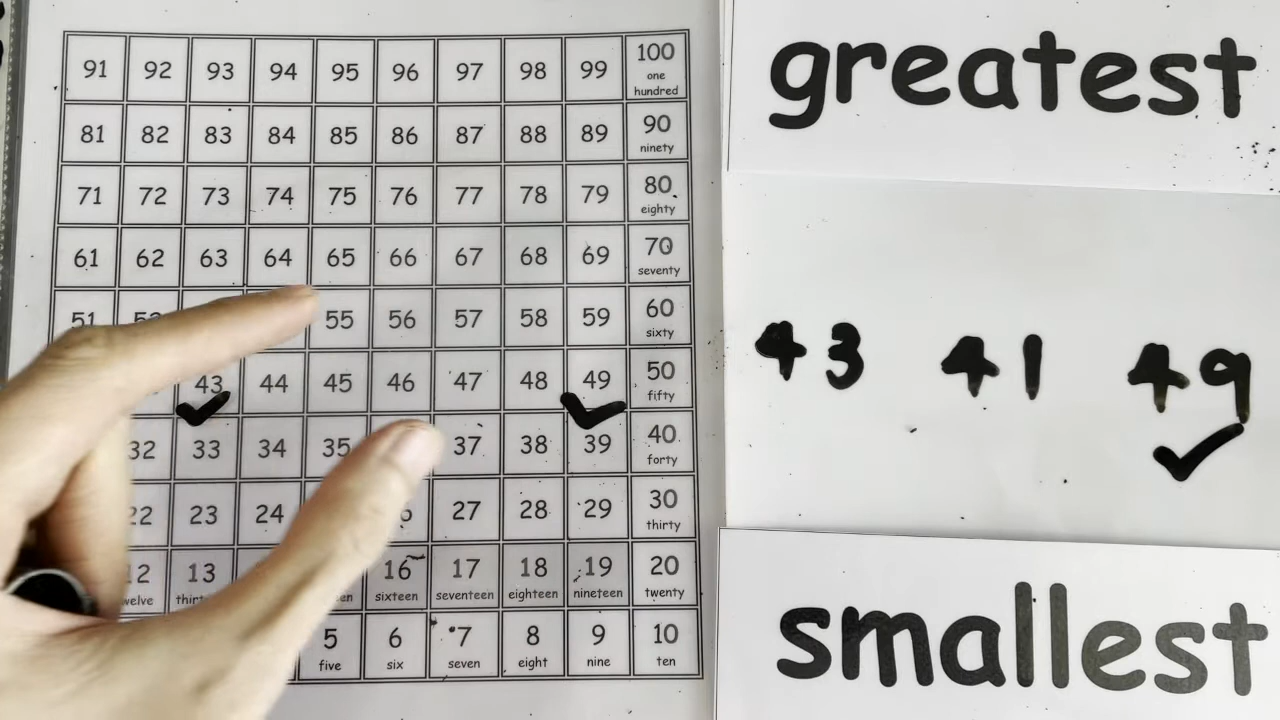 91 92 93 94 95 96 97 98 99 100
one
hundred
81 82 83 84 85 86 87 88 89 90
ninety
71 72 73 74 75 76 77 78 79 80
eighty
61 62 63 64 65 66 67 68 69 70
seventy
51 55 56 57 58 59 60
sixty
43 44 45 46 47 48 49 50
fifty
32 33 34 35 37 38 39 40
forty
22 23 24 27 28 29 30
thirty
12 13 16 17 18 19 20
sixteen seventeen eighteen nineteen twenty
5 6 7 8 9 10
five six seven eight nine ten
greatest
43 41 49
smallest